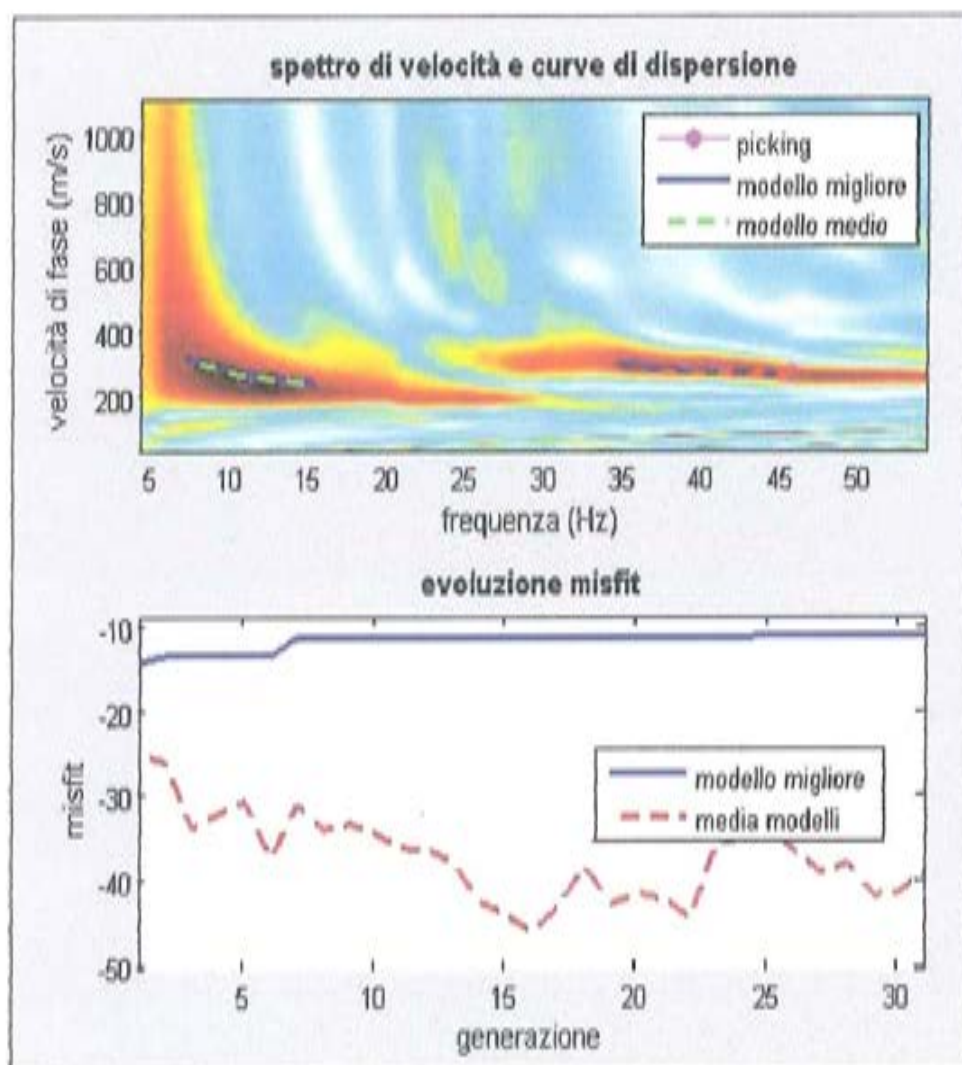 spettro di velocità e curve di dispersione
1000
800
600
400
200
velocità di fase (m/s)
picking
modello migliore
modello medio
5 10 15 20 25 30 35 40 45 50
frequenza (Hz)
evoluzione misfit
-10
-20
-30
-40
-50
misfit
modello migliore
media modelli
5 10 15 20 25 30
generazione